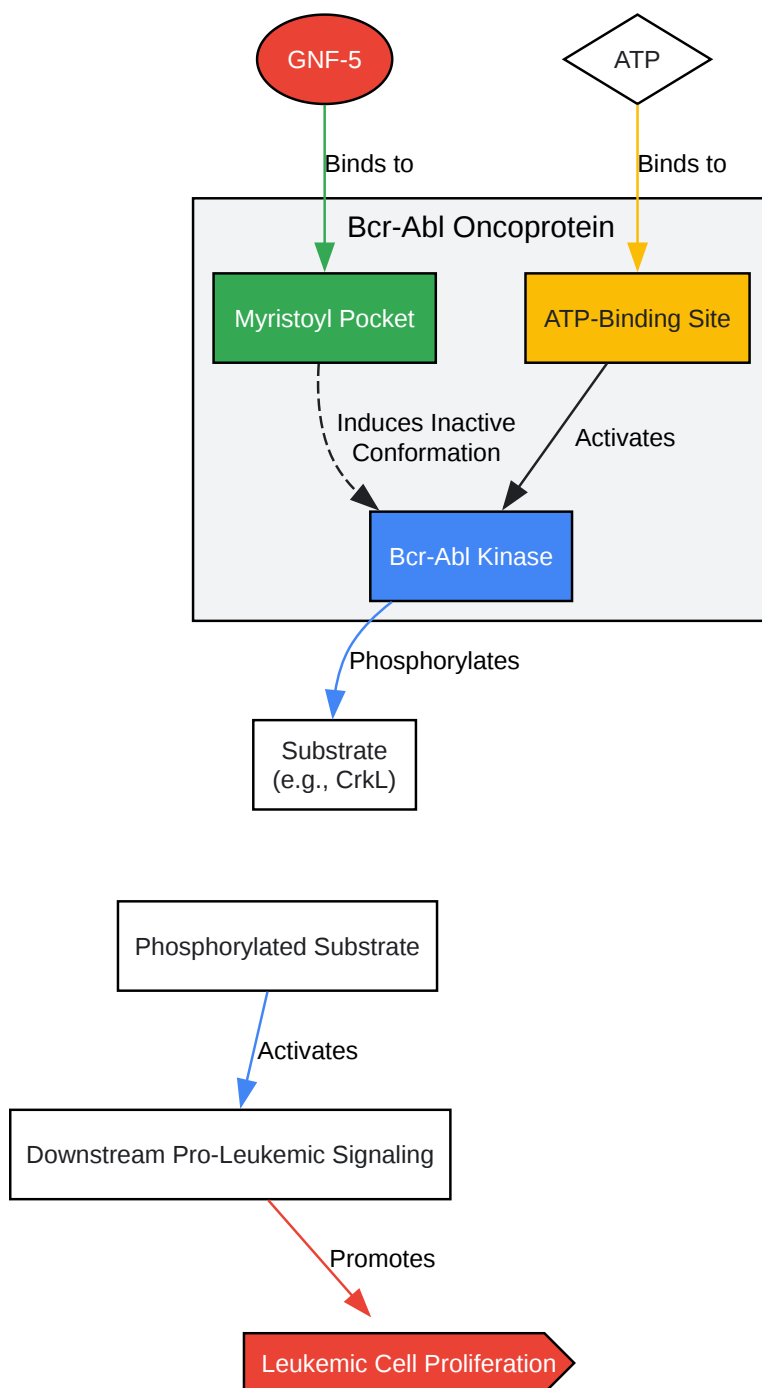 GNF-5
ATP
Binds to
Binds to
Bcr-Abl Oncoprotein
Myristoyl Pocket
ATP-Binding Site
Induces Inactive
Conformation
Activates
Bcr-Abl Kinase
Phosphorylates
Substrate
(e.g., CrkL)
Phosphorylated Substrate
Activates
Downstream Pro-Leukemic Signaling
Promotes
Leukemic Cell Proliferation